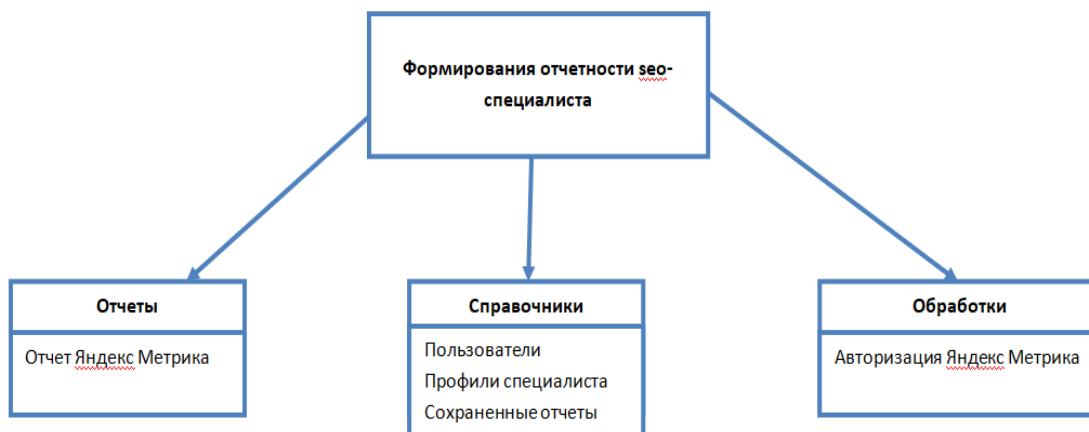 Формирования отчетности seo-
специалиста
Отчеты
Отчет Яндекс Метрика
Справочники
Пользователи
Профили специалиста
Сохраненные отчеты
Обработки
Авторизация Яндекс Метрика